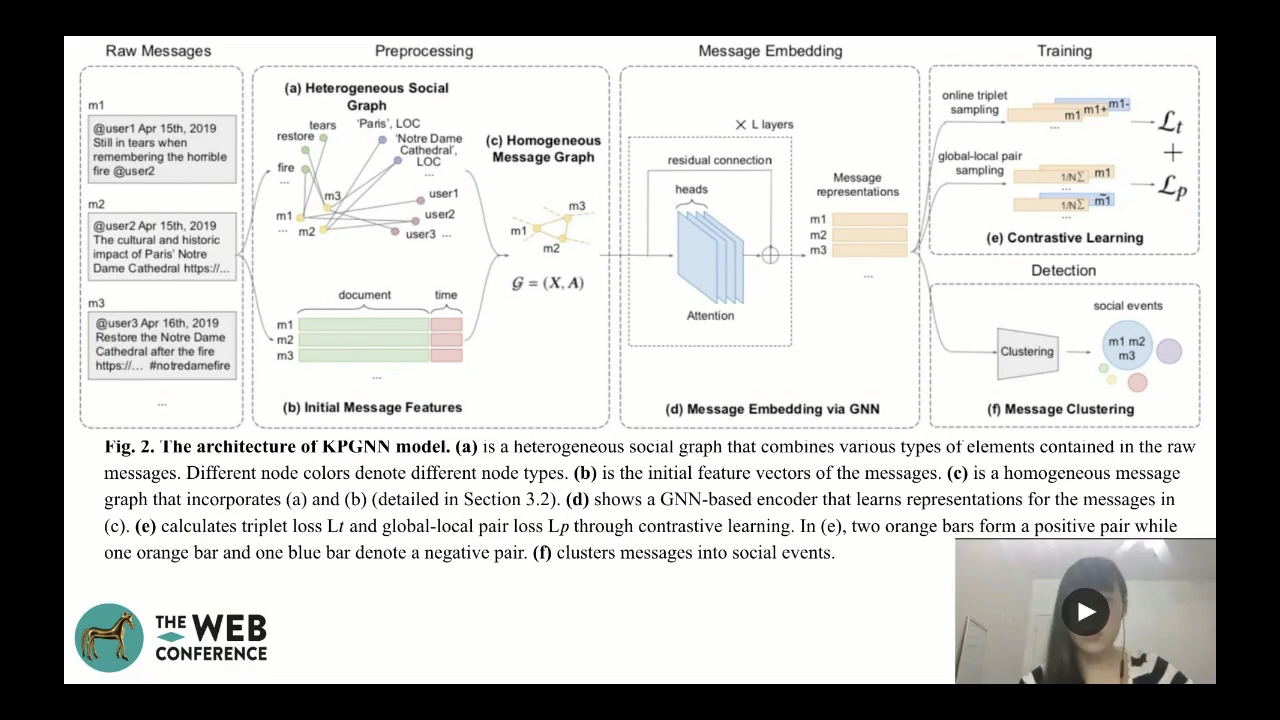 Raw Messages
Preprocessing
Message Embedding
Training
m1
@user1 Apr 15th, 2019
Still in tears when
remembering the horrible
fire @user2
m2
@user2 Apr 15th, 2019
The cultural and historic
impact of Paris' Notre
Dame Cathedral https://...
m3
@user3 Apr 16th, 2019
Restore the Notre Dame
Cathedral after the fire
https://... #notredamefire
...
(a) Heterogeneous Social
Graph
tears
restore
fire
...
'Paris', LOC
'Notre Dame
Cathedral',
LOC
...
m3
m1
...
m2
user1
user2
user3 ...
document
time
m1
m2
m3
...
(b) Initial Message Features
(c) Homogeneous
Message Graph
m3
m1
m2
G = (X, A)
× L layers
residual connection
heads
Attention
Message
representations
m1
m2
m3
...
(d) Message Embedding via GNN
online triplet
sampling
m1 m1+ m1-
...
ℒt
+
global-local pair
sampling
1/N∑ m1
...
1/N∑ m̃1
...
ℒp
(e) Contrastive Learning
Detection
social events
Clustering
m1 m2
m3
(f) Message Clustering
Fig. 2. The architecture of KPGNN model. (a) is a heterogeneous social graph that combines various types of elements contained in the raw
messages. Different node colors denote different node types. (b) is the initial feature vectors of the messages. (c) is a homogeneous message
graph that incorporates (a) and (b) (detailed in Section 3.2). (d) shows a GNN-based encoder that learns representations for the messages in
(c). (e) calculates triplet loss Lt and global-local pair loss Lp through contrastive learning. In (e), two orange bars form a positive pair while
one orange bar and one blue bar denote a negative pair. (f) clusters messages into social events.
THE WEB
CONFERENCE